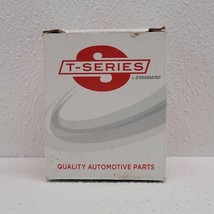 T-SERIES
by STANDARD
QUALITY AUTOMOTIVE PARTS